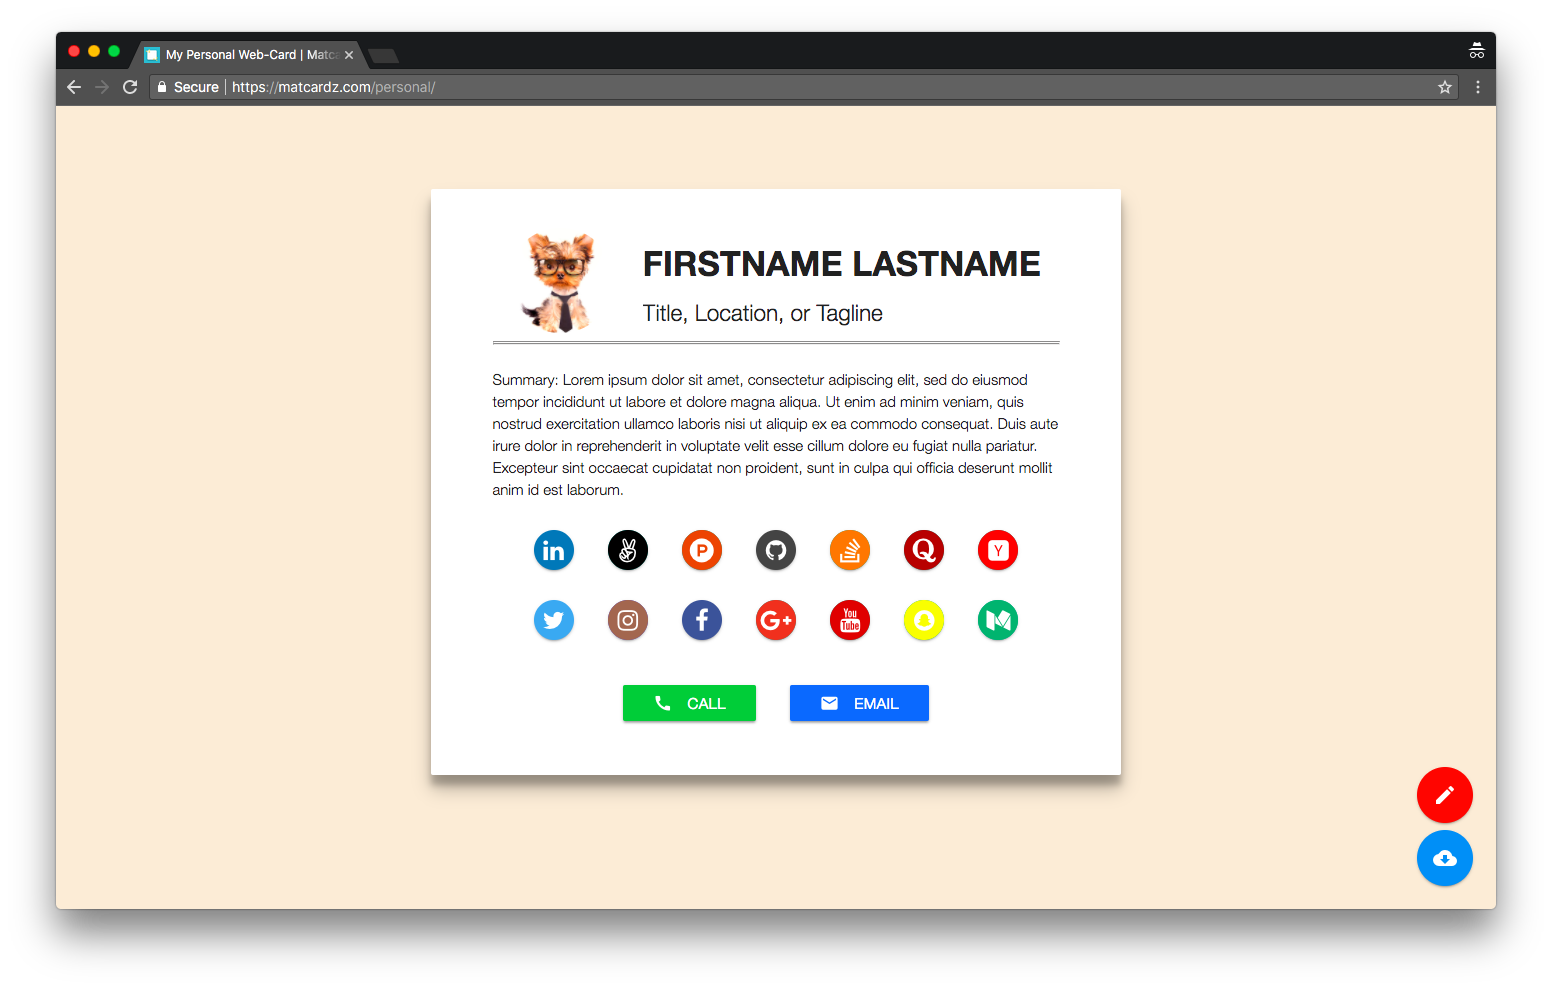 My Personal Web-Card | Matc
Secure | https://matcardz.com/personal/
FIRSTNAME LASTNAME
Title, Location, or Tagline
Summary: Lorem ipsum dolor sit amet, consectetur adipiscing elit, sed do eiusmod
tempor incididunt ut labore et dolore magna aliqua. Ut enim ad minim veniam, quis
nostrud exercitation ullamco laboris nisi ut aliquip ex ea commodo consequat. Duis aute
irure dolor in reprehenderit in voluptate velit esse cillum dolore eu fugiat nulla pariatur.
Excepteur sint occaecat cupidatat non proident, sunt in culpa qui officia deserunt mollit
anim id est laborum.
in P Q Y
f G+ You Tube M
CALL EMAIL